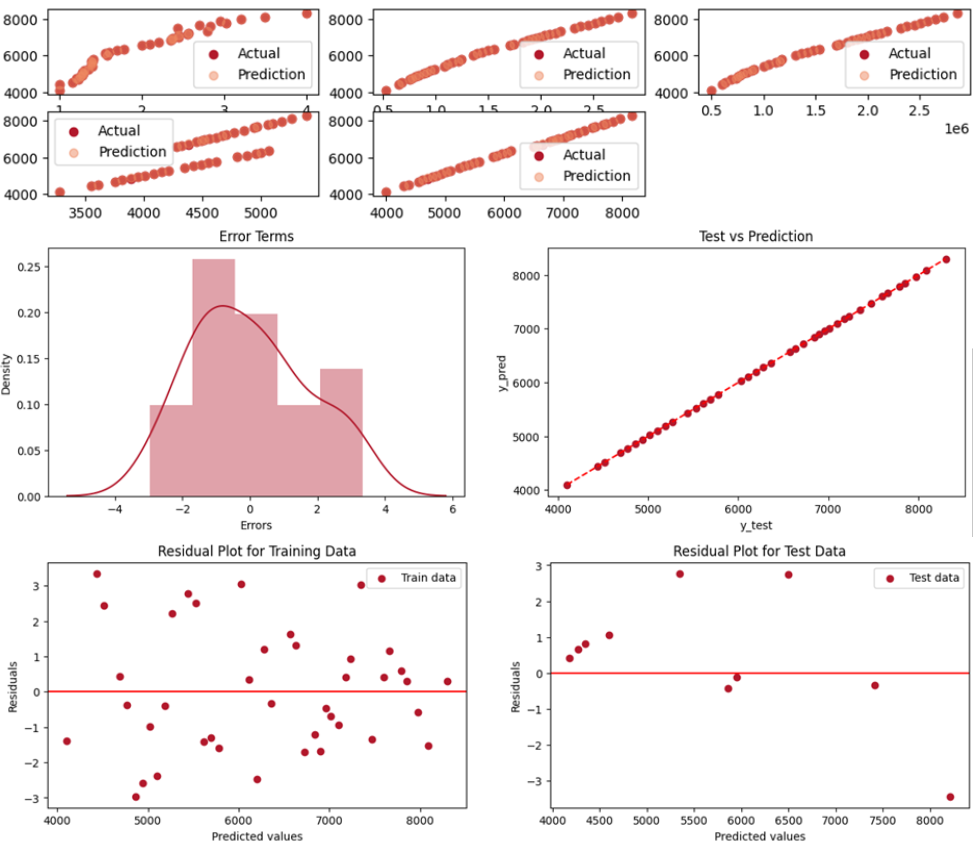 8000
6000
4000
1 2 3 4
Actual
Prediction
8000
6000
4000
0.5 1.0 1.5 2.0 2.5
Actual
Prediction
8000
6000
4000
0.5 1.0 1.5 2.0 2.5
1e6
Actual
Prediction
8000
6000
4000
3500 4000 4500 5000
Actual
Prediction
8000
6000
4000
4000 5000 6000 7000 8000
Actual
Prediction
Error Terms
0.25
0.20
0.15
0.10
0.05
0.00
Density
−4 −2 0 2 4 6
Errors
Test vs Prediction
8000
7000
6000
5000
4000
y_pred
4000 5000 6000 7000 8000
y_test
Residual Plot for Training Data
Train data
3
2
1
0
−1
−2
−3
Residuals
4000 5000 6000 7000 8000
Predicted values
Residual Plot for Test Data
Test data
3
2
1
0
−1
−2
−3
Residuals
4000 4500 5000 5500 6000 6500 7000 7500 8000
Predicted values